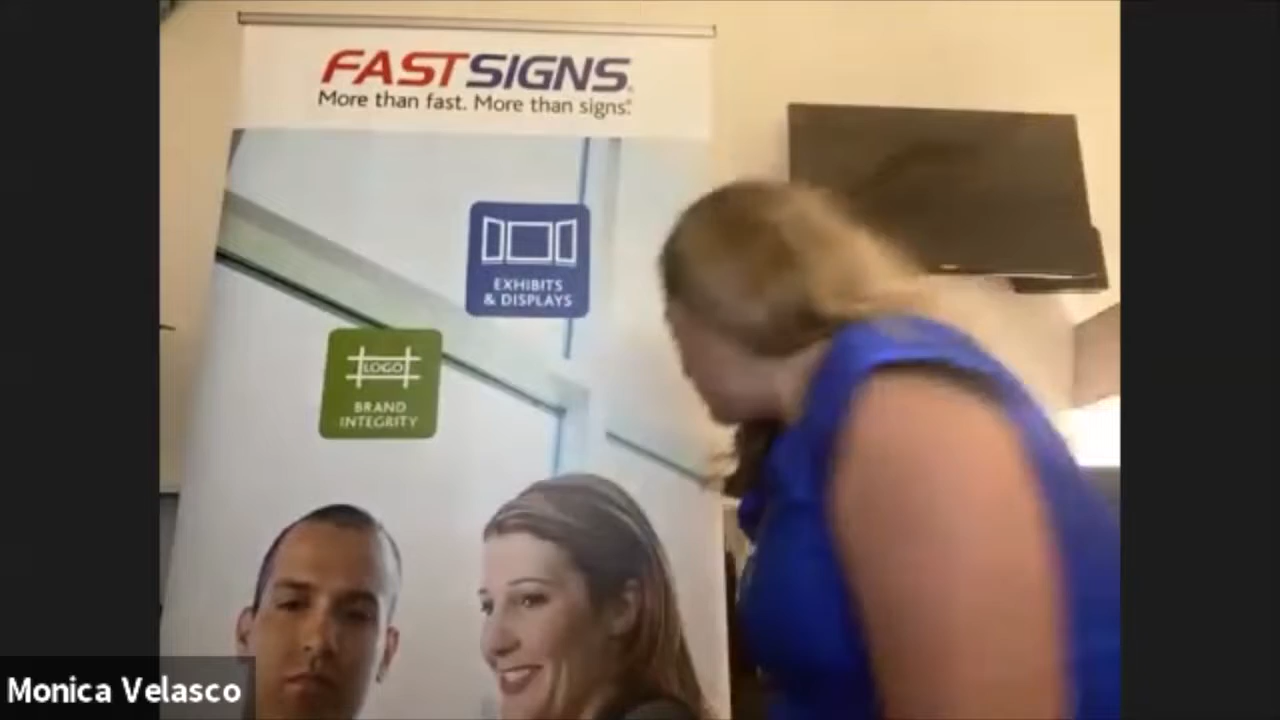 FASTSIGNS.
More than fast. More than signs.
EXHIBITS
& DISPLAYS
LOGO
BRAND
INTEGRITY
Monica Velasco